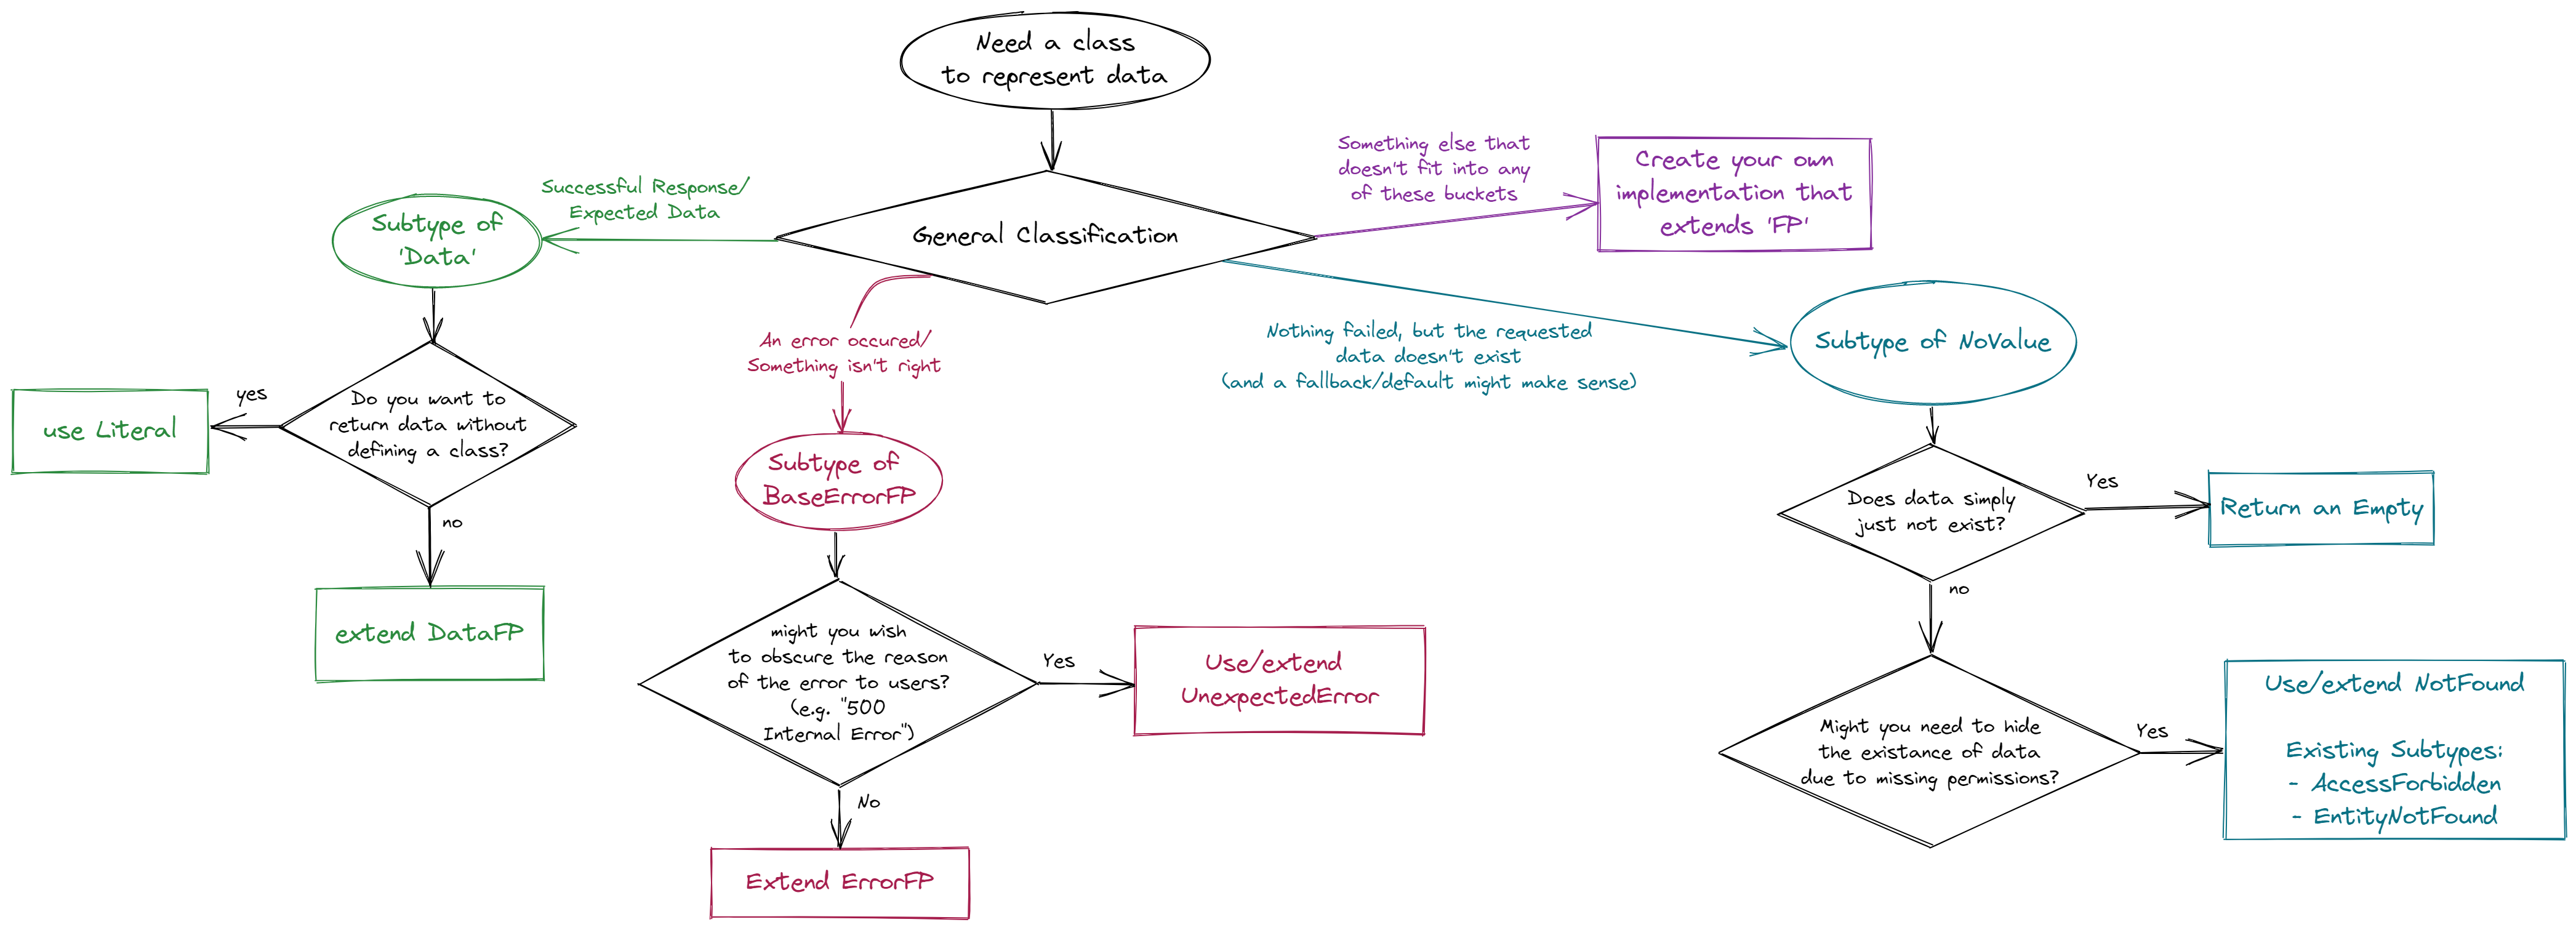 Need a class
to represent data
Something else that
doesn't fit into any
of these buckets
Create your own
implementation that
extends 'FP'
Successful Response/
Expected Data
Subtype of
'Data'
General Classification
An error occured/
Something isn't right
Nothing failed, but the requested
data doesn't exist
(and a fallback/default might make sense)
Subtype of NoValue
Do you want to
return data without
defining a class?
yes
use Literal
no
extend DataFP
Subtype of
BaseErrorFP
might you wish
to obscure the reason
of the error to users?
(e.g. "500
Internal Error")
Yes
Use/extend
UnexpectedError
No
Extend ErrorFP
Does data simply
just not exist?
Yes
Return an Empty
no
Might you need to hide
the existance of data
due to missing permissions?
Yes
Use/extend NotFound
Existing Subtypes:
- AccessForbidden
- EntityNotFound